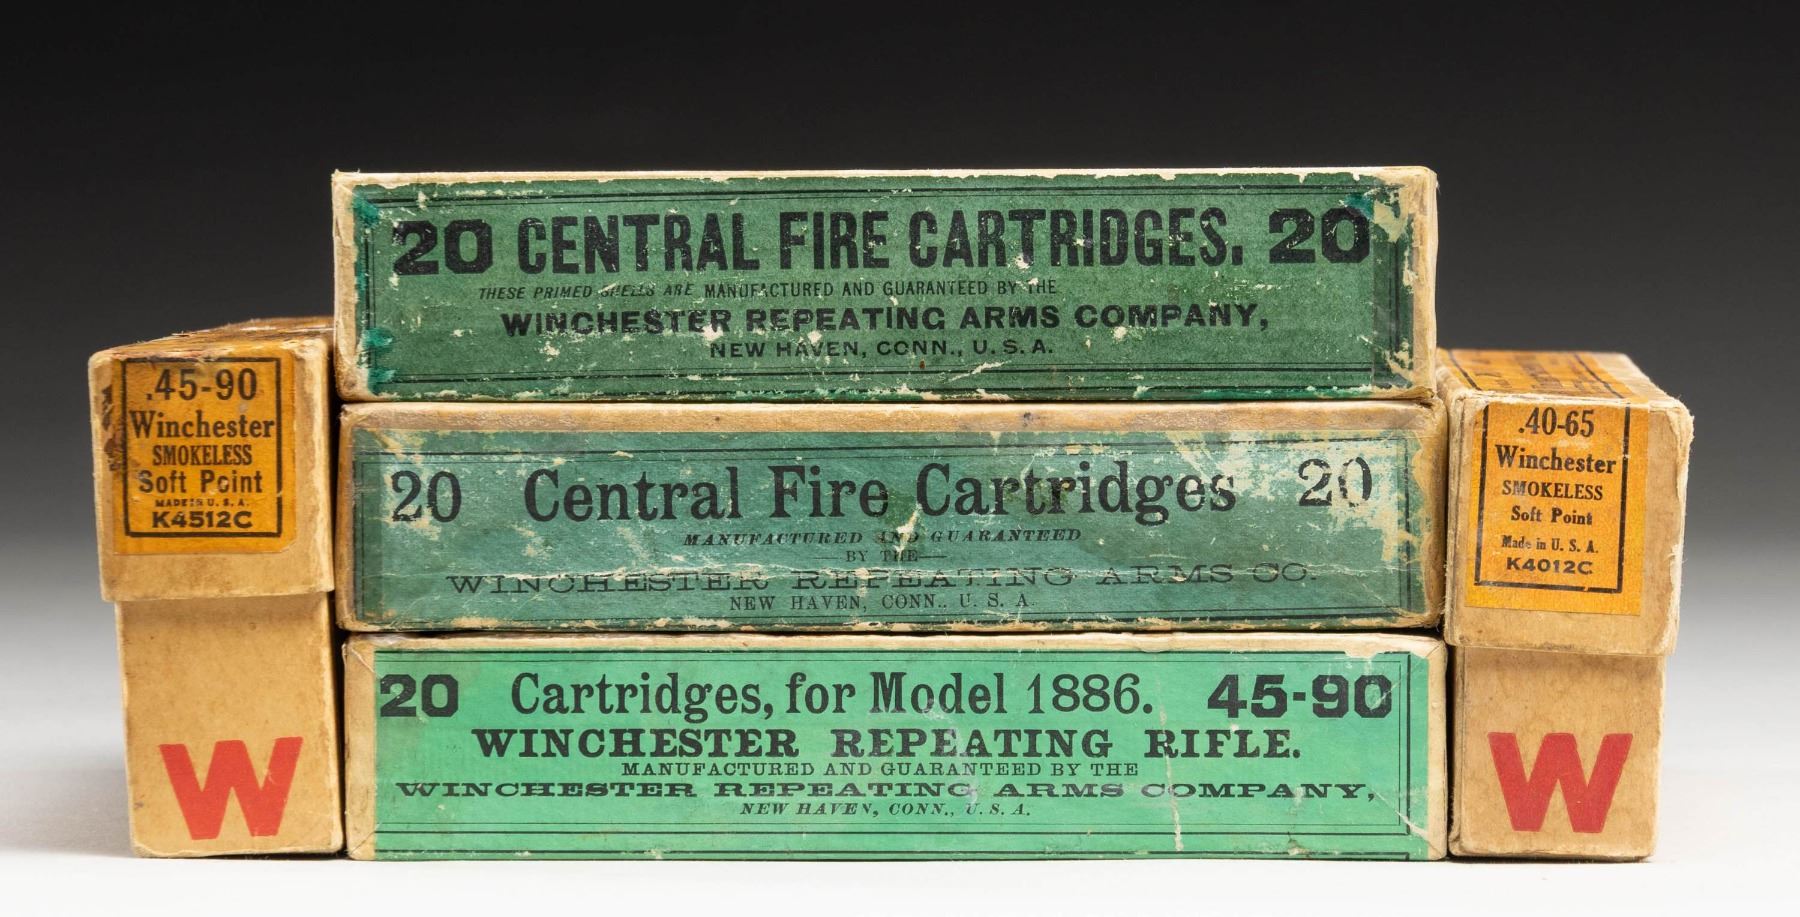 20 CENTRAL FIRE CARTRIDGES. 20
THESE PRIMED SHELLS ARE MANUFACTURED AND GUARANTEED BY THE
WINCHESTER REPEATING ARMS COMPANY,
NEW HAVEN, CONN., U. S. A.
20 Central Fire Cartridges 20
MANUFACTURED AND GUARANTEED
BY THE—
WINCHESTER REPEATING ARMS CO.
NEW HAVEN, CONN., U. S. A.
20 Cartridges, for Model 1886. 45-90
WINCHESTER REPEATING RIFLE.
MANUFACTURED AND GUARANTEED BY THE
WINCHESTER REPEATING ARMS COMPANY,
NEW HAVEN, CONN., U. S. A.
.45-90
Winchester
SMOKELESS
Soft Point
MADE IN U. S. A.
K4512C
W
.40-65
Winchester
SMOKELESS
Soft Point
Made in U. S. A.
K4012C
W